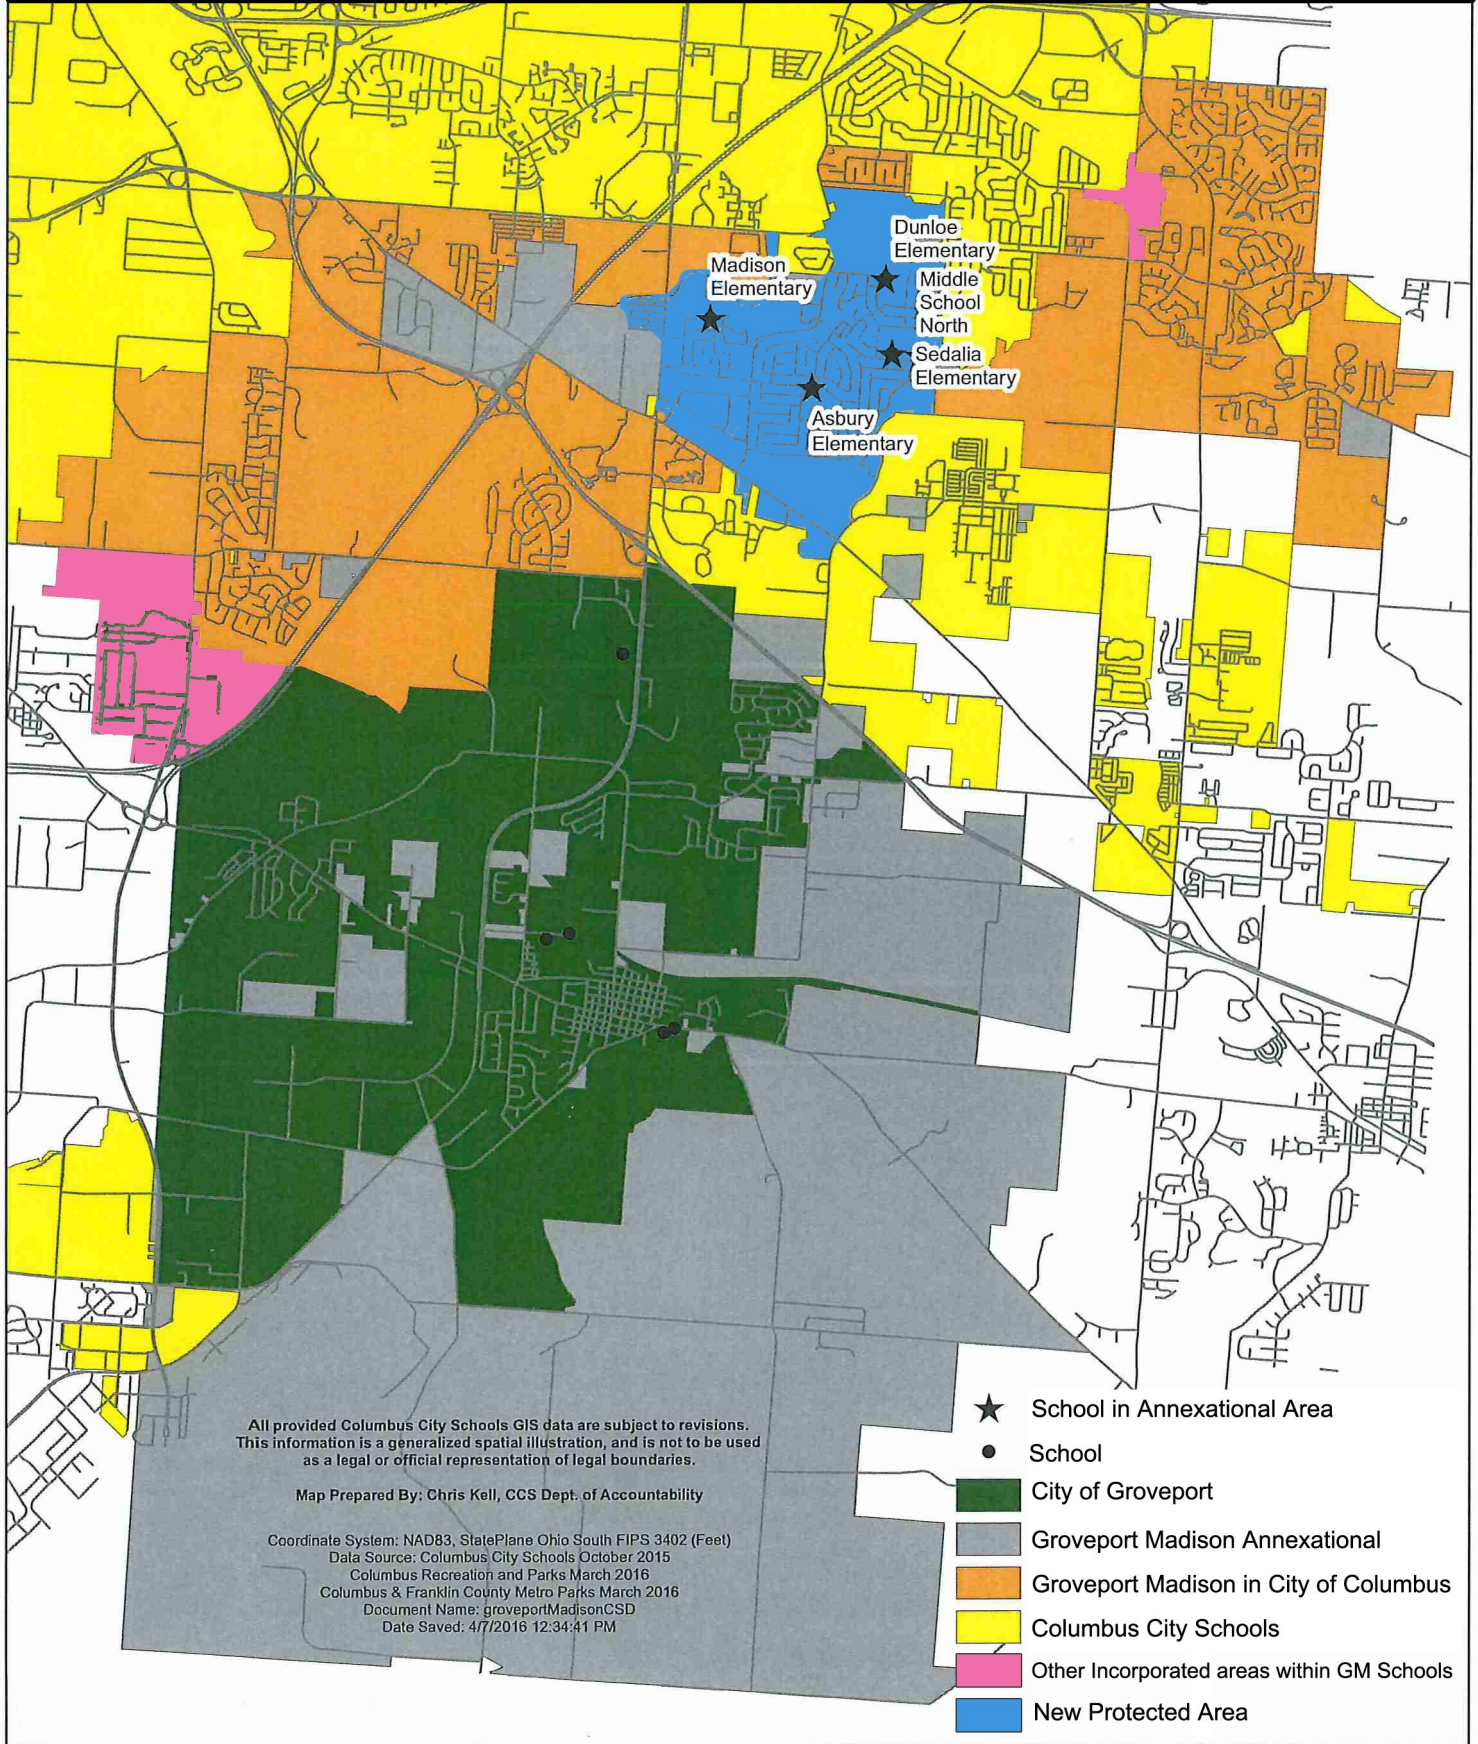 Dunloe
Elementary
Madison
Elementary
Middle
School
North
Sedalia
Elementary
Asbury
Elementary
All provided Columbus City Schools GIS data are subject to revisions.
This information is a generalized spatial illustration, and is not to be used
as a legal or official representation of legal boundaries.
Map Prepared By: Chris Kell, CCS Dept. of Accountability
Coordinate System: NAD83, StatePlane Ohio South FIPS 3402 (Feet)
Data Source: Columbus City Schools October 2015
Columbus Recreation and Parks March 2016
Columbus & Franklin County Metro Parks March 2016
Document Name: groveportMadisonCSD
Date Saved: 4/7/2016 12:34:41 PM
School in Annexational Area
School
City of Groveport
Groveport Madison Annexational
Groveport Madison in City of Columbus
Columbus City Schools
Other Incorporated areas within GM Schools
New Protected Area